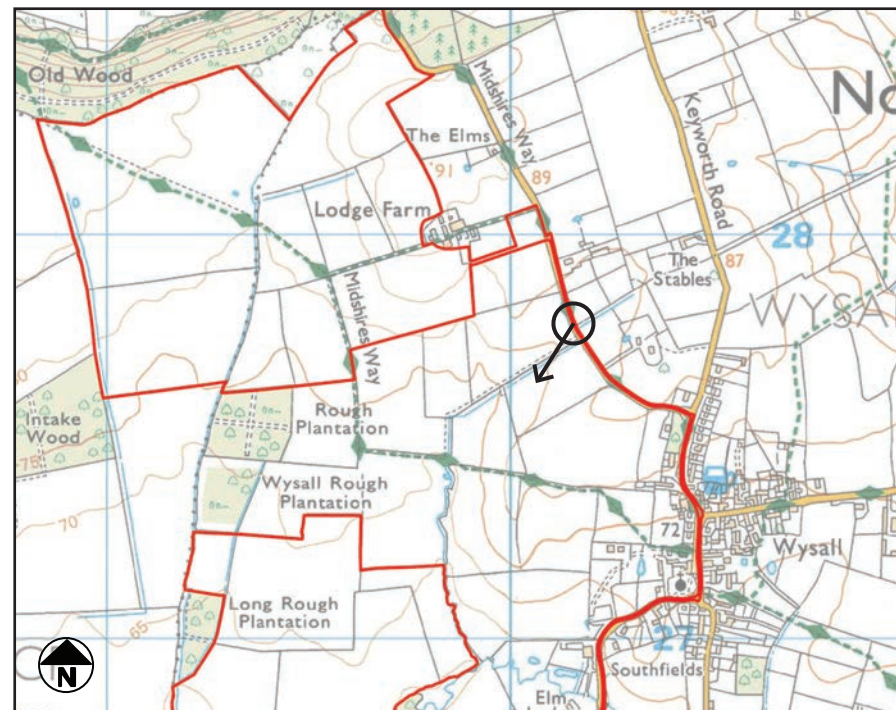 Old Wood
The Elms
Midshires Way
Keyworth Road
No
.91
89
Lodge Farm
28
The
Stables
87
WYSA
Midshires Way
Rough
Plantation
Intake
Wood
75
Wysall Rough
Plantation
70
72
Wysall
Long Rough
Plantation
65
27
Southfields
Elm
N